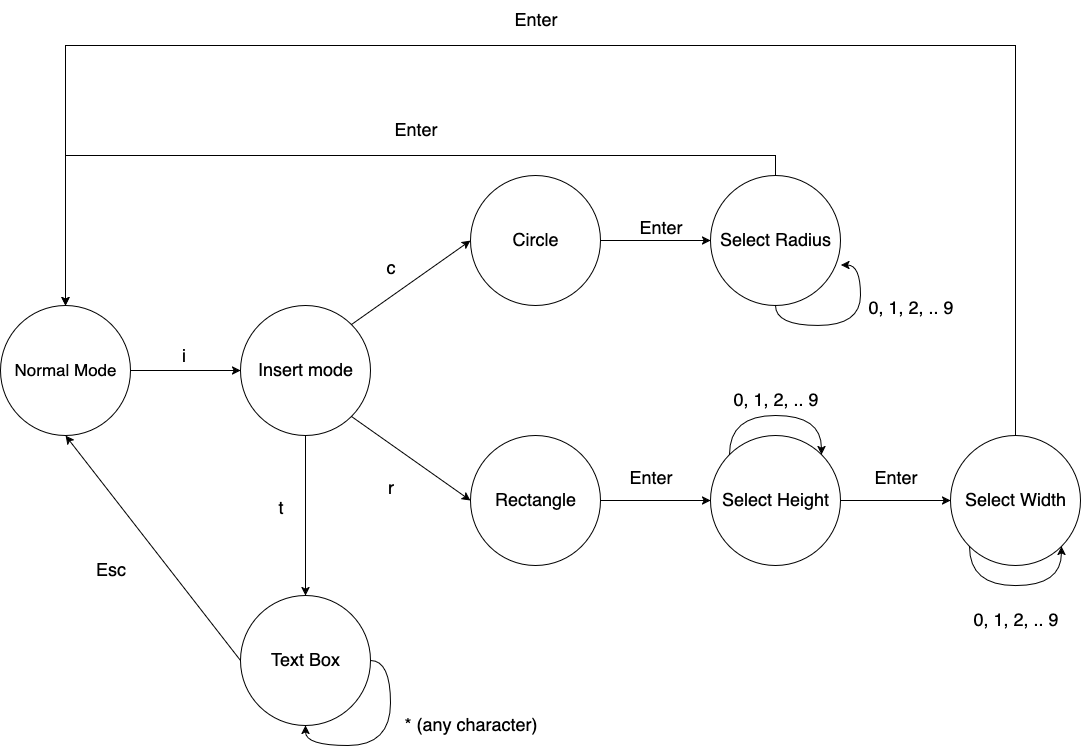 Enter
Enter
c
Circle
Enter
Select Radius
0, 1, 2, .. 9
Normal Mode
i
Insert mode
0, 1, 2, .. 9
r
Rectangle
Enter
Select Height
Enter
Select Width
0, 1, 2, .. 9
t
Esc
Text Box
* (any character)